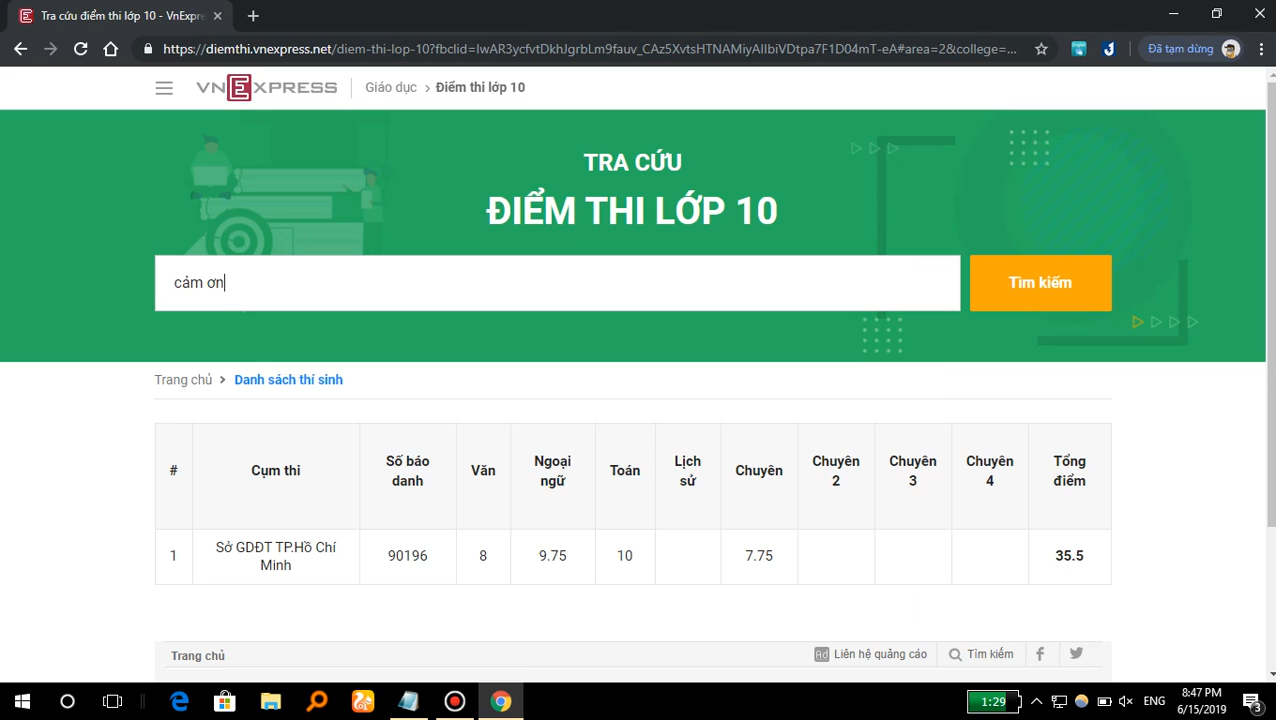 Tra cứu điểm thi lớp 10 - VnExpre
https://diemthi.vnexpress.net/diem-thi-lop-10?fbclid=IwAR3ycfvtDkhJgrbLm9fauv_CAz5XvtsHTNAMiyAlIbiVDtpa7F1D04mT-eA#area=2&college=...
Đã tạm dừng
VNEXPRESS
Giáo dục > Điểm thi lớp 10
TRA CỨU
ĐIỂM THI LỚP 10
cảm ơn
Tìm kiếm
Trang chủ > Danh sách thí sinh
# Cụm thi Số báo danh Văn Ngoại ngữ Toán Lịch sử Chuyên Chuyên 2 Chuyên 3 Chuyên 4 Tổng điểm
1 Sở GDĐT TP.Hồ Chí Minh 90196 8 9.75 10 7.75 35.5
Trang chủ
Ad Liên hệ quảng cáo Tìm kiếm
1:29
ENG
8:47 PM
6/15/2019
3